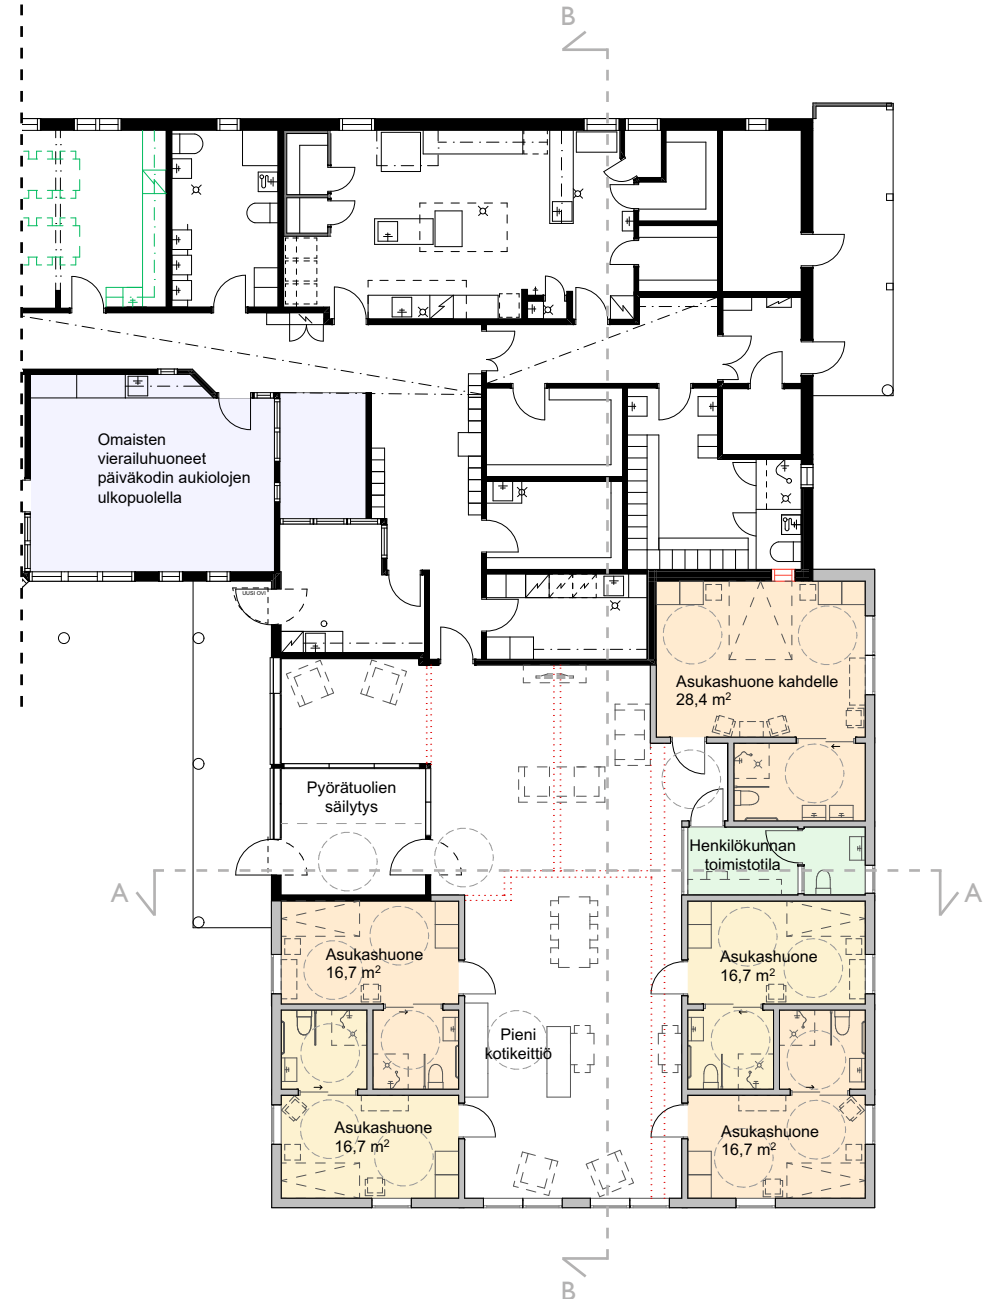 B
Omaisten
vierailuhuoneet
päiväkodin aukiolojen
ulkopuolella
UUSI OVI
Asukashuone kahdelle
28,4 m²
Pyörätuolien
säilytys
Henkilökunnan
toimistotila
A
A
Asukashuone
16,7 m²
Asukashuone
16,7 m²
Pieni
kotikeittiö
Asukashuone
16,7 m²
Asukashuone
16,7 m²
B